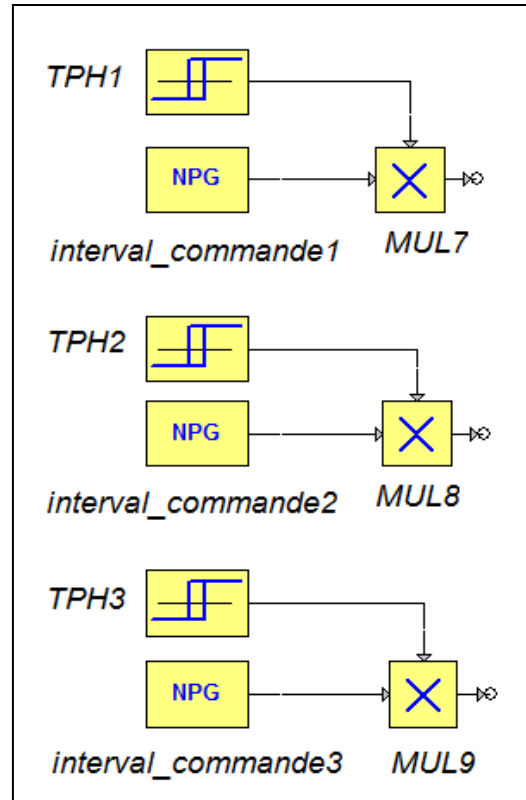 TPH1
NPG
interval_commande1
MUL7
TPH2
NPG
interval_commande2
MUL8
TPH3
NPG
interval_commande3
MUL9